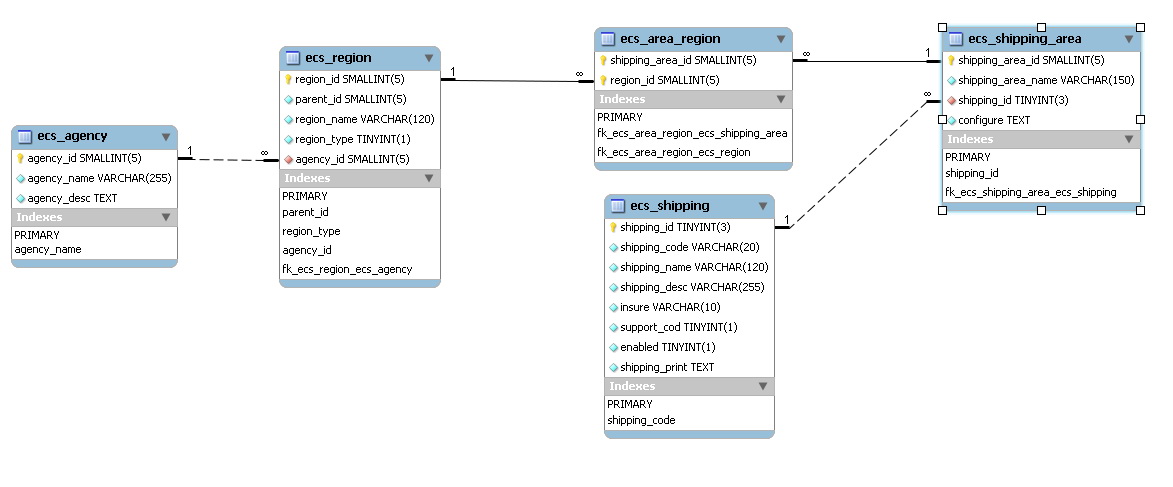 ecs_agency
agency_id SMALLINT(5)
agency_name VARCHAR(255)
agency_desc TEXT
Indexes
PRIMARY
agency_name
1
∞
ecs_region
region_id SMALLINT(5)
parent_id SMALLINT(5)
region_name VARCHAR(120)
region_type TINYINT(1)
agency_id SMALLINT(5)
Indexes
PRIMARY
parent_id
region_type
agency_id
fk_ecs_region_ecs_agency
1
∞
ecs_area_region
shipping_area_id SMALLINT(5)
region_id SMALLINT(5)
Indexes
PRIMARY
fk_ecs_area_region_ecs_shipping_area
fk_ecs_area_region_ecs_region
∞
1
ecs_shipping
shipping_id TINYINT(3)
shipping_code VARCHAR(20)
shipping_name VARCHAR(120)
shipping_desc VARCHAR(255)
insure VARCHAR(10)
support_cod TINYINT(1)
enabled TINYINT(1)
shipping_print TEXT
Indexes
PRIMARY
shipping_code
1
∞
ecs_shipping_area
shipping_area_id SMALLINT(5)
shipping_area_name VARCHAR(150)
shipping_id TINYINT(3)
configure TEXT
Indexes
PRIMARY
shipping_id
fk_ecs_shipping_area_ecs_shipping